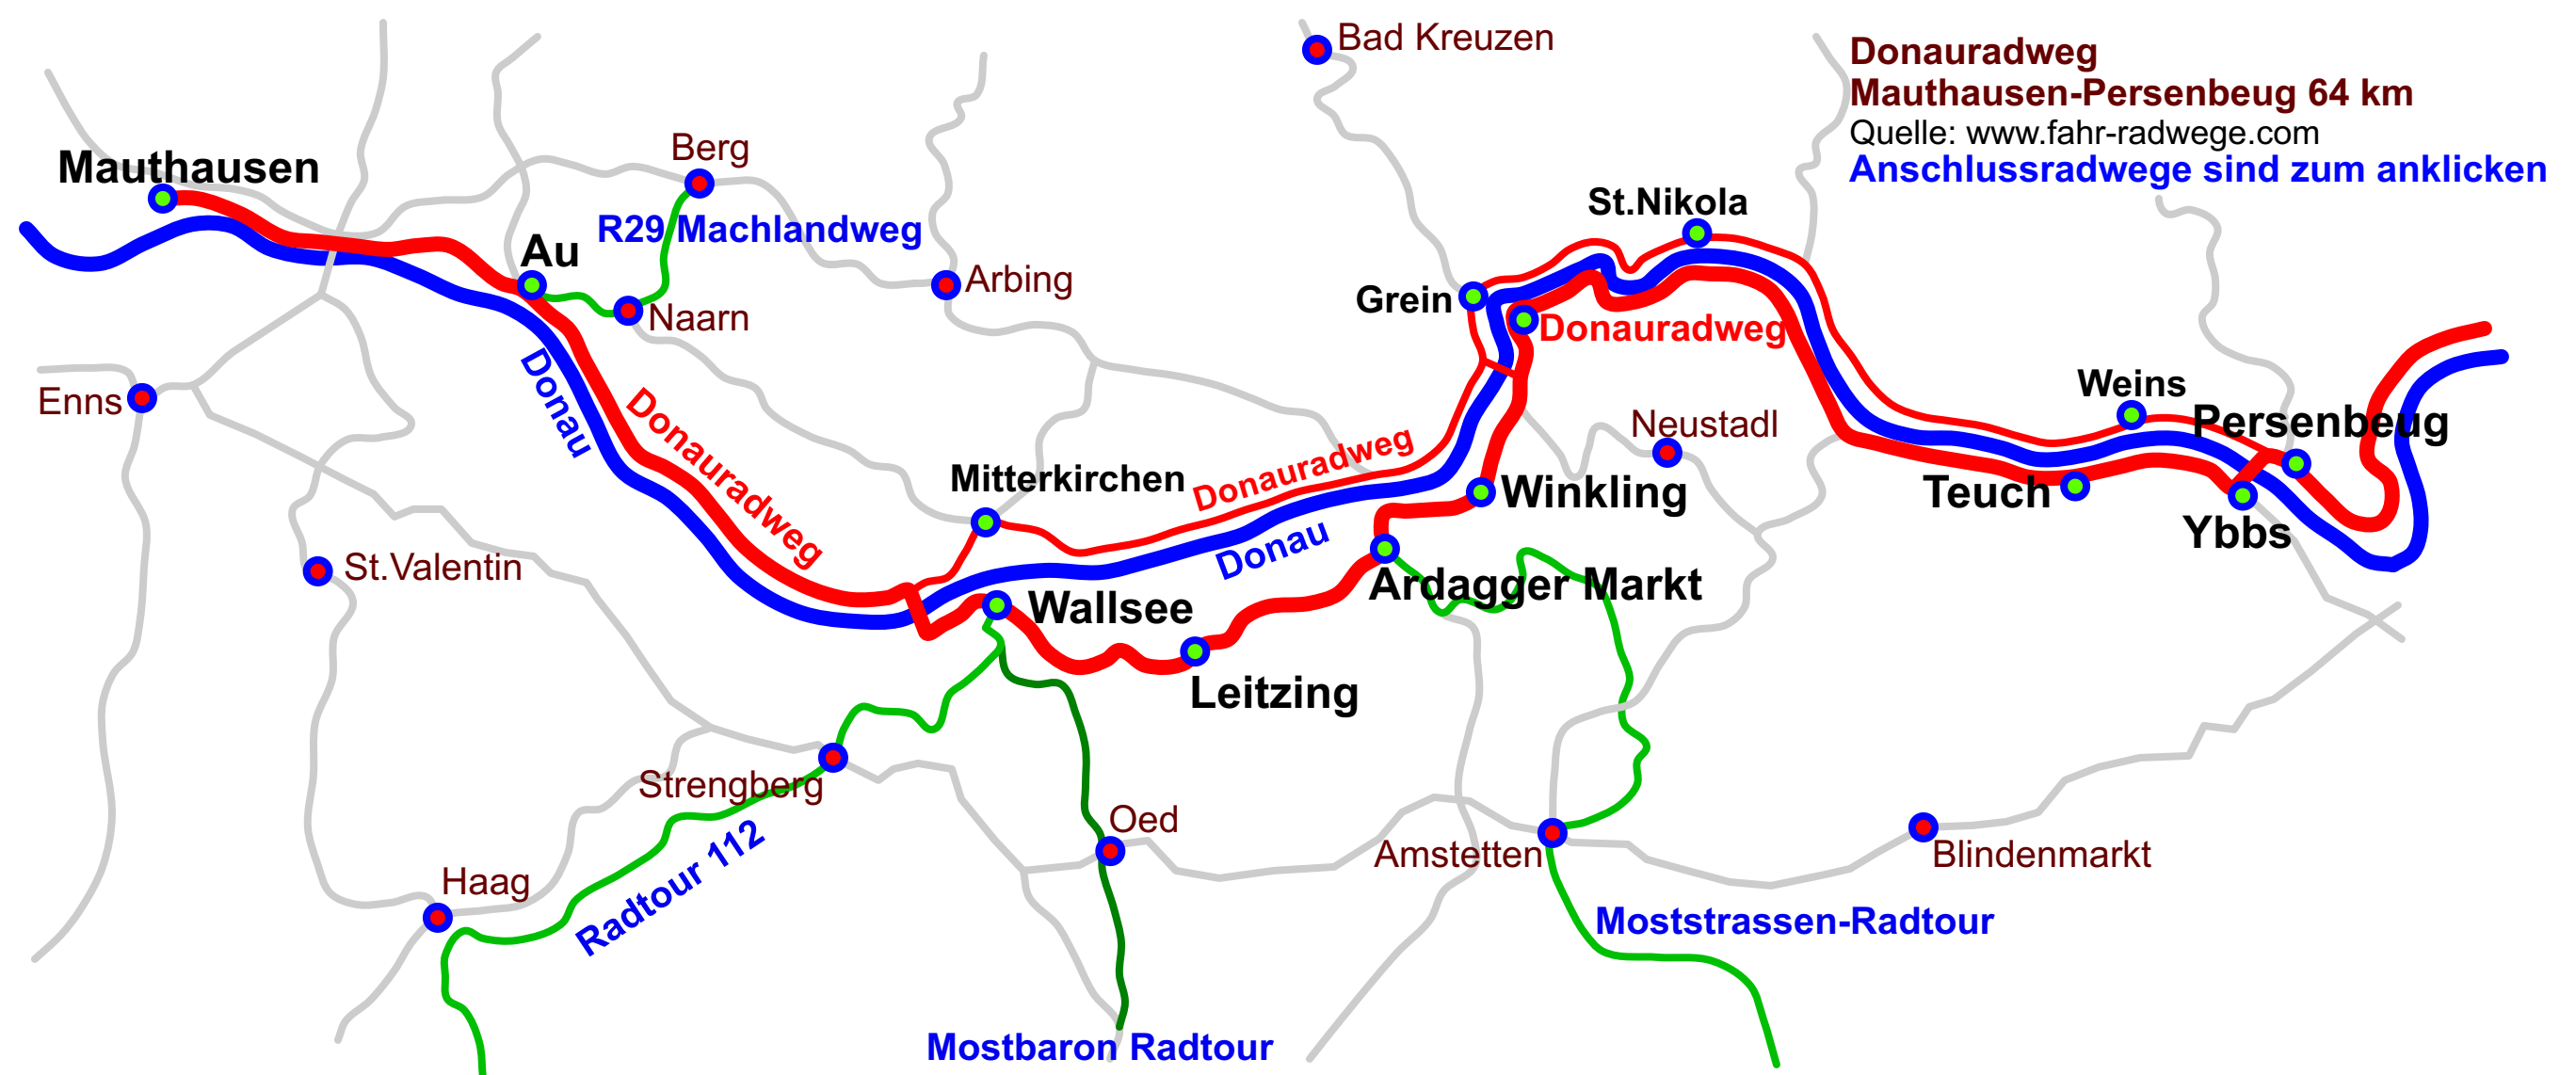 Bad Kreuzen
Donauradweg
Mauthausen-Persenbeug 64 km
Quelle: www.fahr-radwege.com
Anschlussradwege sind zum anklicken
Mauthausen
Berg
R29 Machlandweg
St.Nikola
Au
Arbing
Naarn
Grein
Donauradweg
Enns
Donau
Donauradweg
Weins
Persenbeug
Neustadl
Mitterkirchen
Donauradweg
Winkling
Teuch
Ybbs
Donau
St.Valentin
Ardagger Markt
Wallsee
Leitzing
Strengberg
Oed
Amstetten
Blindenmarkt
Haag
Radtour 112
Moststrassen-Radtour
Mostbaron Radtour